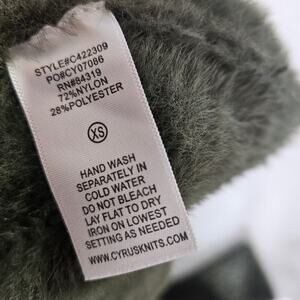 STYLE#C422309
PO#CY07086
RN#84319
72%NYLON
28%POLYESTER
XS
HAND WASH
SEPARATELY IN
COLD WATER
DO NOT BLEACH
LAY FLAT TO DRY
IRON ON LOWEST
SETTING AS NEEDED
WWW.CYRUSKNITS.COM